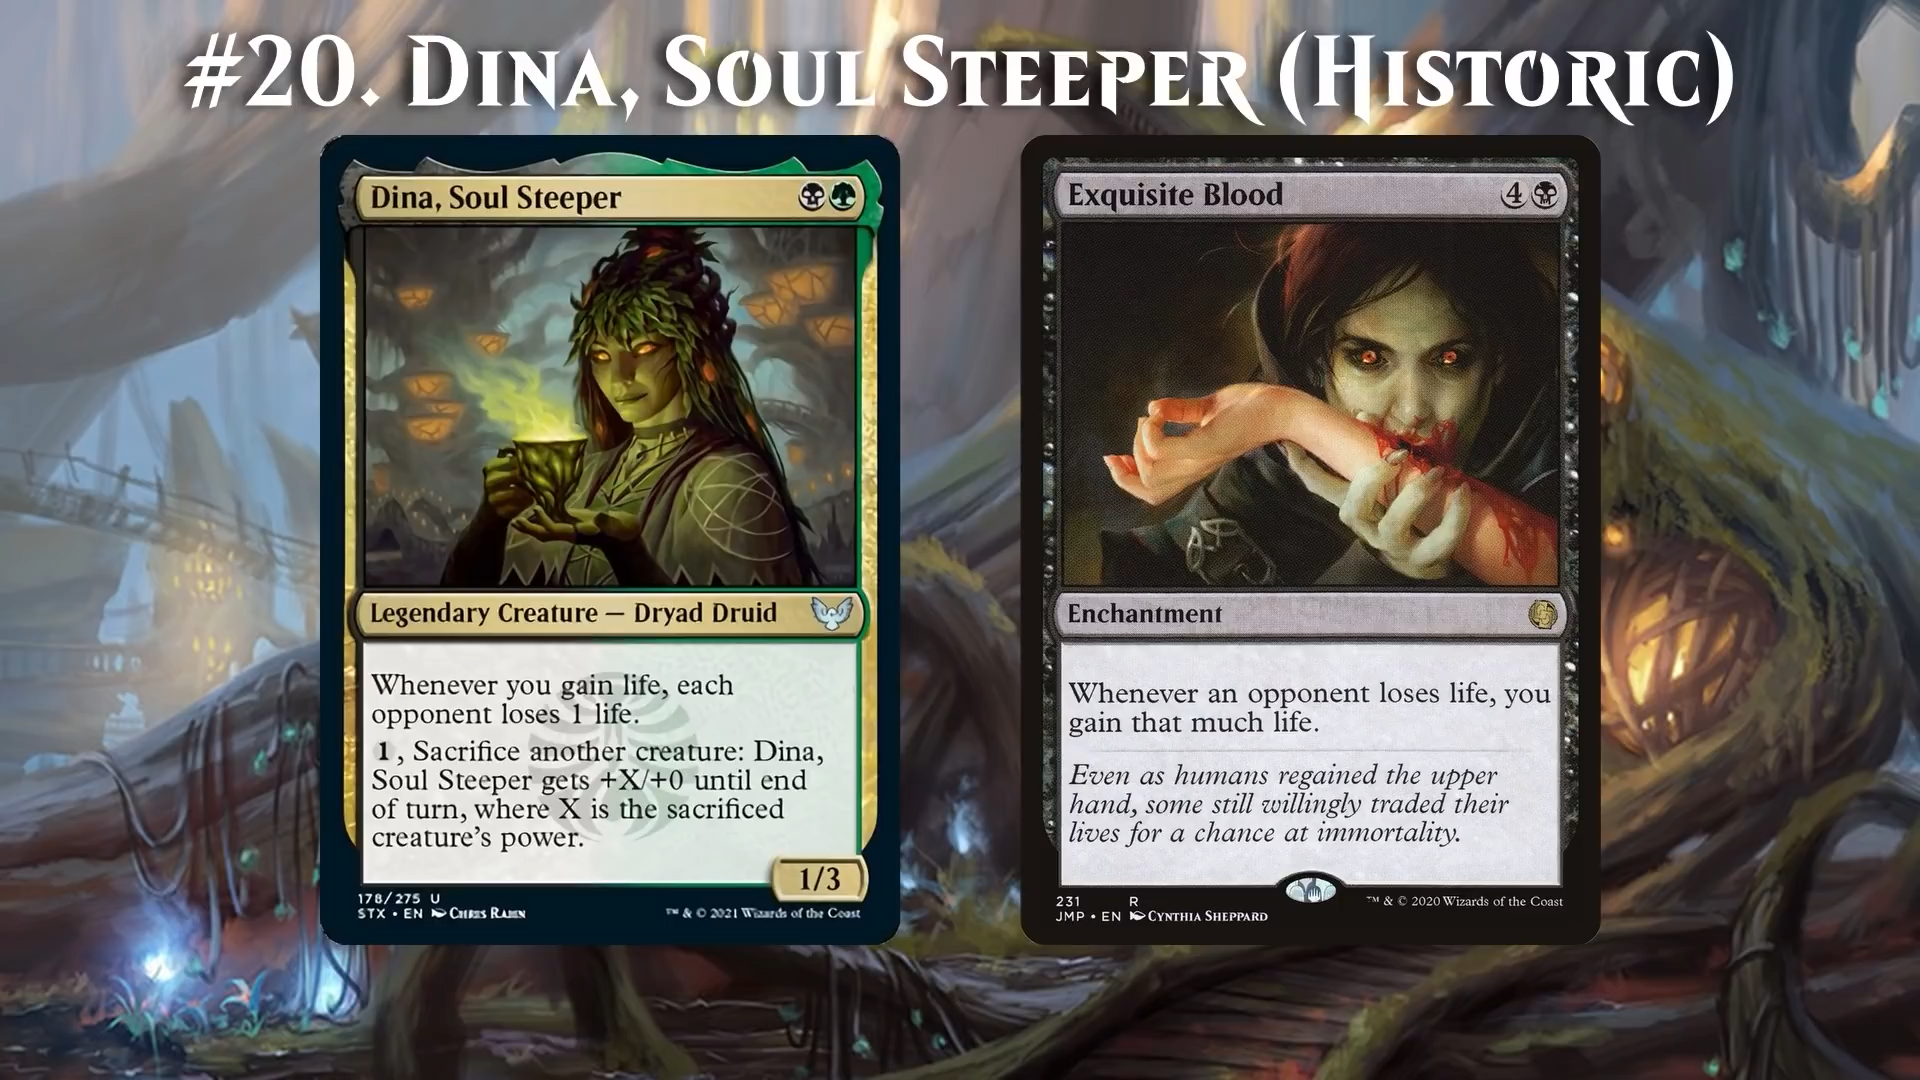 #20. Dina, Soul Steeper (Historic)
Dina, Soul Steeper
Legendary Creature — Dryad Druid
Whenever you gain life, each
opponent loses 1 life.
1, Sacrifice another creature: Dina,
Soul Steeper gets +X/+0 until end
of turn, where X is the sacrificed
creature's power.
1/3
178/275 U
STX • EN Chris Rahn
™ & © 2021 Wizards of the Coast
Exquisite Blood 4
Enchantment
Whenever an opponent loses life, you
gain that much life.
Even as humans regained the upper
hand, some still willingly traded their
lives for a chance at immortality.
231 R
JMP • EN Cynthia Sheppard
™ & © 2020 Wizards of the Coast